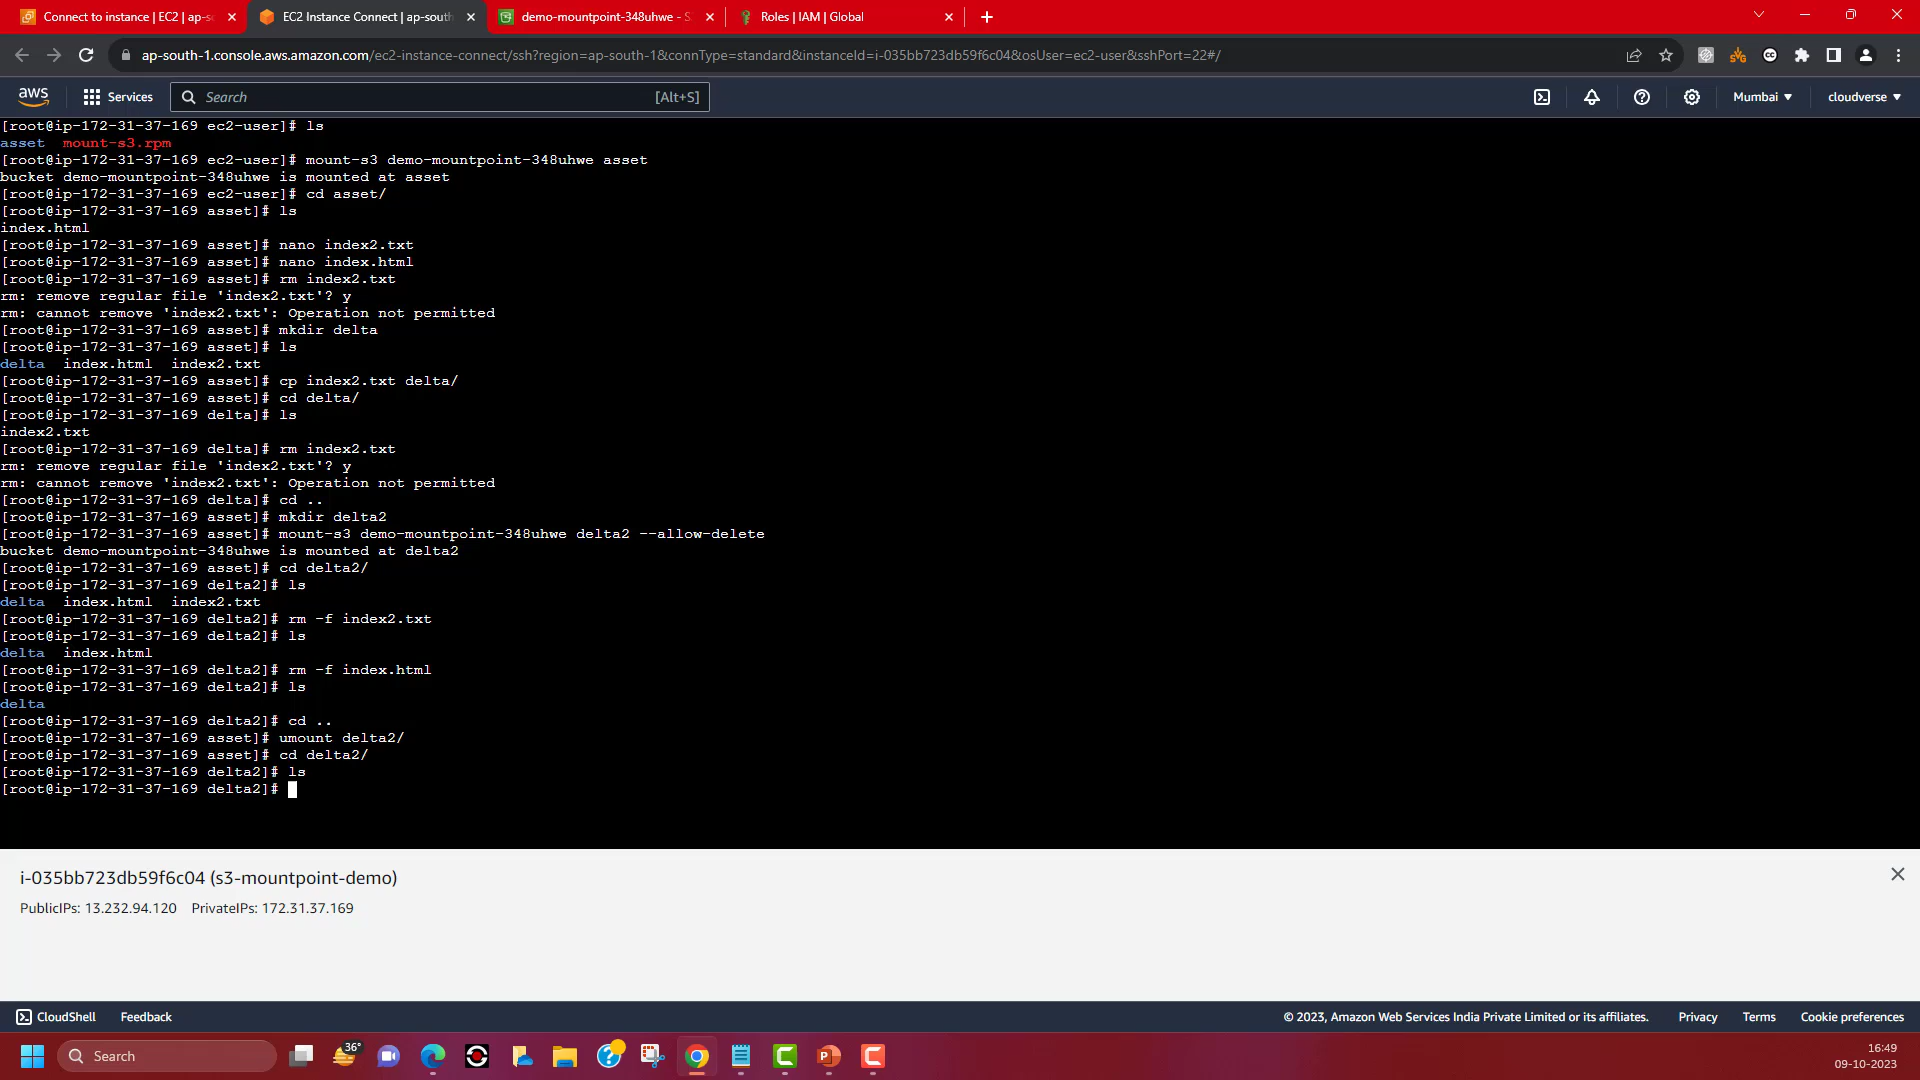 Connect to instance | EC2 | ap-s
EC2 Instance Connect | ap-south
demo-mountpoint-348uhwe - S
Roles | IAM | Global
ap-south-1.console.aws.amazon.com/ec2-instance-connect/ssh?region=ap-south-1&connType=standard&instanceId=i-035bb723db59f6c04&osUser=ec2-user&sshPort=22#/
aws
Services
Search
[Alt+S]
Mumbai
cloudverse
[root@ip-172-31-37-169 ec2-user]# ls
asset  mount-s3.rpm
[root@ip-172-31-37-169 ec2-user]# mount-s3 demo-mountpoint-348uhwe asset
bucket demo-mountpoint-348uhwe is mounted at asset
[root@ip-172-31-37-169 ec2-user]# cd asset/
[root@ip-172-31-37-169 asset]# ls
index.html
[root@ip-172-31-37-169 asset]# nano index2.txt
[root@ip-172-31-37-169 asset]# nano index.html
[root@ip-172-31-37-169 asset]# rm index2.txt
rm: remove regular file 'index2.txt'? y
rm: cannot remove 'index2.txt': Operation not permitted
[root@ip-172-31-37-169 asset]# mkdir delta
[root@ip-172-31-37-169 asset]# ls
delta  index.html  index2.txt
[root@ip-172-31-37-169 asset]# cp index2.txt delta/
[root@ip-172-31-37-169 asset]# cd delta/
[root@ip-172-31-37-169 delta]# ls
index2.txt
[root@ip-172-31-37-169 delta]# rm index2.txt
rm: remove regular file 'index2.txt'? y
rm: cannot remove 'index2.txt': Operation not permitted
[root@ip-172-31-37-169 delta]# cd ..
[root@ip-172-31-37-169 asset]# mkdir delta2
[root@ip-172-31-37-169 asset]# mount-s3 demo-mountpoint-348uhwe delta2 --allow-delete
bucket demo-mountpoint-348uhwe is mounted at delta2
[root@ip-172-31-37-169 asset]# cd delta2/
[root@ip-172-31-37-169 delta2]# ls
delta  index.html  index2.txt
[root@ip-172-31-37-169 delta2]# rm -f index2.txt
[root@ip-172-31-37-169 delta2]# ls
delta  index.html
[root@ip-172-31-37-169 delta2]# rm -f index.html
[root@ip-172-31-37-169 delta2]# ls
delta
[root@ip-172-31-37-169 delta2]# cd ..
[root@ip-172-31-37-169 asset]# umount delta2/
[root@ip-172-31-37-169 asset]# cd delta2/
[root@ip-172-31-37-169 delta2]# ls
[root@ip-172-31-37-169 delta2]#
i-035bb723db59f6c04 (s3-mountpoint-demo)
PublicIPs: 13.232.94.120   PrivateIPs: 172.31.37.169
CloudShell
Feedback
© 2023, Amazon Web Services India Private Limited or its affiliates.
Privacy
Terms
Cookie preferences
Search
36°
16:49
09-10-2023